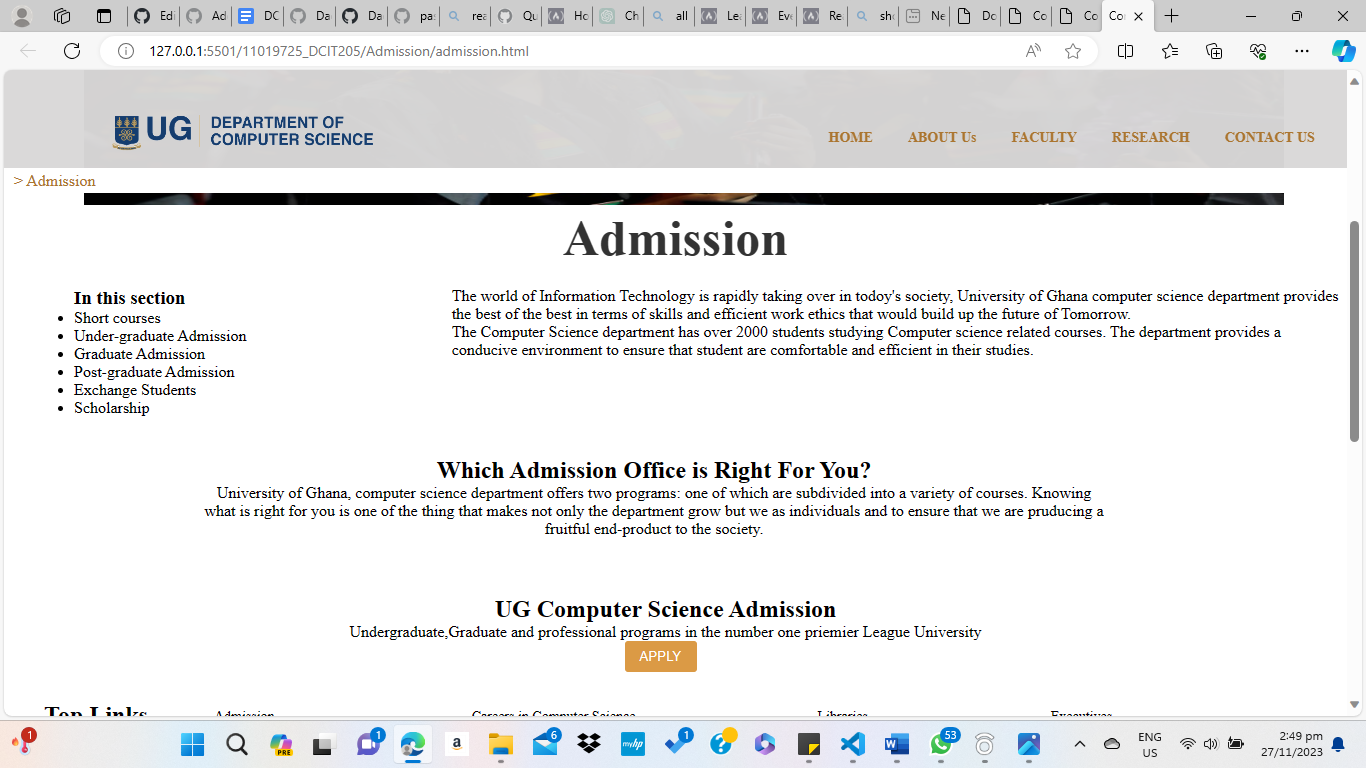 Edi
Ad
DC
Da
Da
pas
rea
Qu
Ho
Ch
all
Lea
Eve
Re
sho
Ne
Do
Co
Co
Co
127.0.0.1:5501/11019725_DCIT205/Admission/admission.html
UG DEPARTMENT OF
COMPUTER SCIENCE
HOME ABOUT Us FACULTY RESEARCH CONTACT US
> Admission
Admission
In this section
Short courses
Under-graduate Admission
Graduate Admission
Post-graduate Admission
Exchange Students
Scholarship
The world of Information Technology is rapidly taking over in today's society, University of Ghana computer science department provides
the best of the best in terms of skills and efficient work ethics that would build up the future of Tomorrow.
The Computer Science department has over 2000 students studying Computer science related courses. The department provides a
conducive environment to ensure that student are comfortable and efficient in their studies.
Which Admission Office is Right For You?
University of Ghana, computer science department offers two programs: one of which are subdivided into a variety of courses. Knowing
what is right for you is one of the thing that makes not only the department grow but we as individuals and to ensure that we are pruducing a
fruitful end-product to the society.
UG Computer Science Admission
Undergraduate,Graduate and professional programs in the number one priemier League University
APPLY
Top Links Admission Careers in Computer Science Libraries Executives
1
PRE
1
a
6
myhp
1
53
ENG
US
2:49 pm
27/11/2023